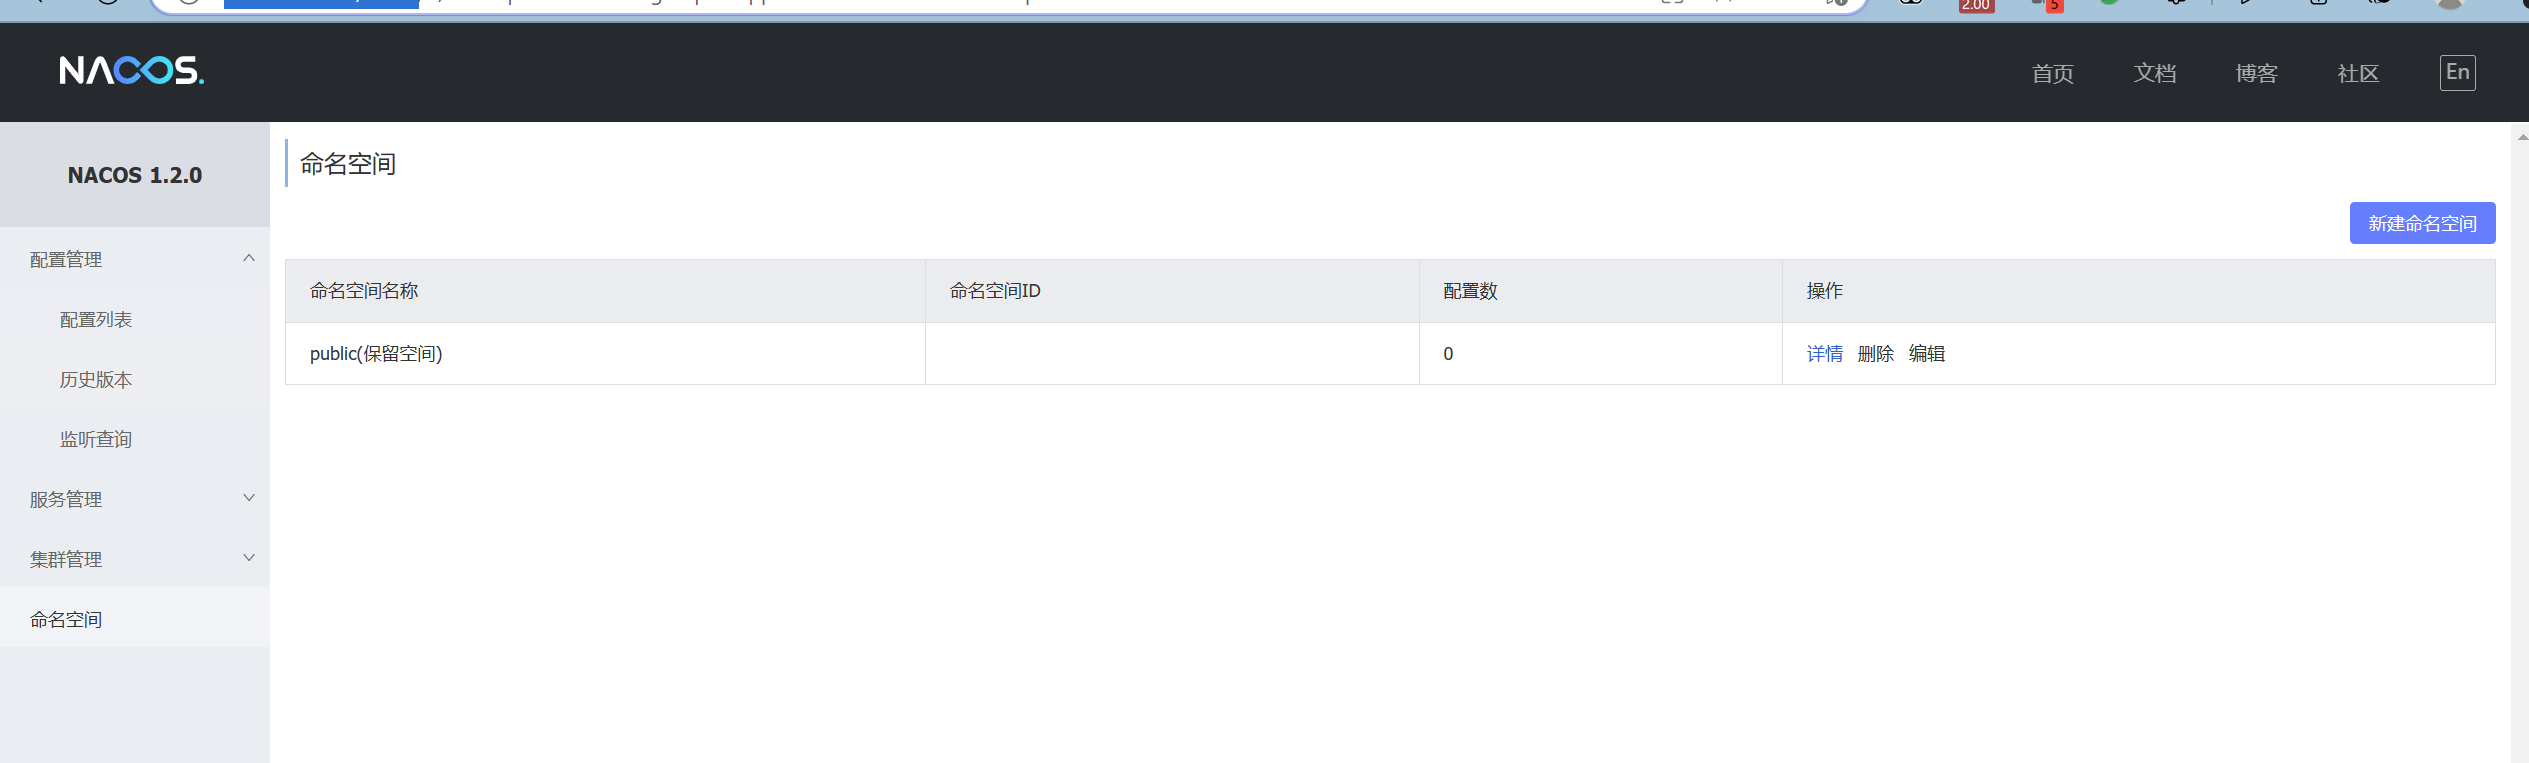 2.00
5
NACOS.
首页 文档 博客 社区 En
NACOS 1.2.0
配置管理
配置列表
历史版本
监听查询
服务管理
集群管理
命名空间
命名空间
新建命名空间
命名空间名称 命名空间ID 配置数 操作
public(保留空间) 0 详情 删除 编辑